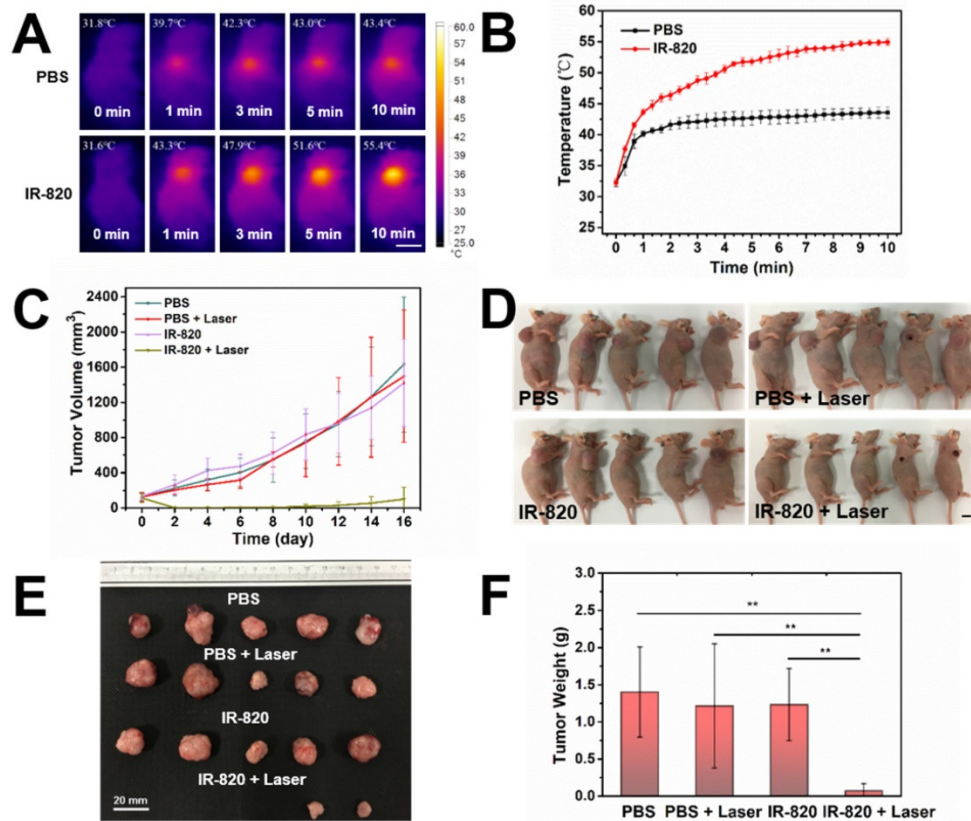 A
PBS
31.8℃ 39.7℃ 42.3℃ 43.0℃ 43.4℃
0 min 1 min 3 min 5 min 10 min
IR-820
31.6℃ 43.3℃ 47.9℃ 51.6℃ 55.4℃
0 min 1 min 3 min 5 min 10 min
60.0
56
52
48
45
41
37
34
30
27
25.0
°C
B
PBS
IR-820
Temperature (℃)
60
55
50
45
40
35
30
25
0 1 2 3 4 5 6 7 8 9 10
Time (min)
C
PBS
PBS + Laser
IR-820
IR-820 + Laser
Tumor Volume (mm³)
2400
2000
1600
1200
800
400
0
0 2 4 6 8 10 12 14 16
Time (day)
D
PBS
PBS + Laser
IR-820
IR-820 + Laser
E
PBS
PBS + Laser
IR-820
IR-820 + Laser
20 mm
F
Tumor Weight (g)
3.0
2.5
2.0
1.5
1.0
0.5
0.0
**
**
**
PBS PBS + Laser IR-820 IR-820 + Laser